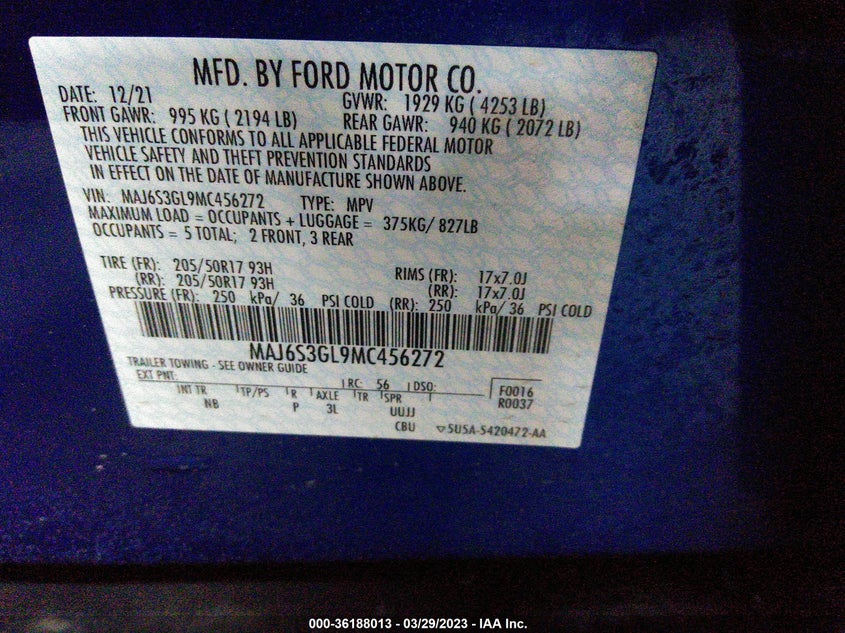 MFD. BY FORD MOTOR CO.
DATE: 12/21 GVWR: 1929 KG ( 4253 LB)
FRONT GAWR: 995 KG ( 2194 LB) REAR GAWR: 940 KG ( 2072 LB)
THIS VEHICLE CONFORMS TO ALL APPLICABLE FEDERAL MOTOR
VEHICLE SAFETY AND THEFT PREVENTION STANDARDS
IN EFFECT ON THE DATE OF MANUFACTURE SHOWN ABOVE.
VIN: MAJ6S3GL9MC456272 TYPE: MPV
MAXIMUM LOAD = OCCUPANTS + LUGGAGE = 375KG/ 827LB
OCCUPANTS = 5 TOTAL; 2 FRONT, 3 REAR
TIRE (FR): 205/50R17 93H RIMS (FR): 17x7.0J
(RR): 205/50R17 93H (RR): 17x7.0J
PRESSURE (FR): 250 kPa/ 36 PSI COLD (RR): 250 kPa/ 36 PSI COLD
MAJ6S3GL9MC456272
TRAILER TOWING - SEE OWNER GUIDE
EXT PNT: RC: 56 DSO: F0016
INT TR TP/PS R AXLE TR SPR R0037
NB P 3L UUJJ
CBU 5U5A-5420472-AA
000-36188013 - 03/29/2023 - IAA Inc.